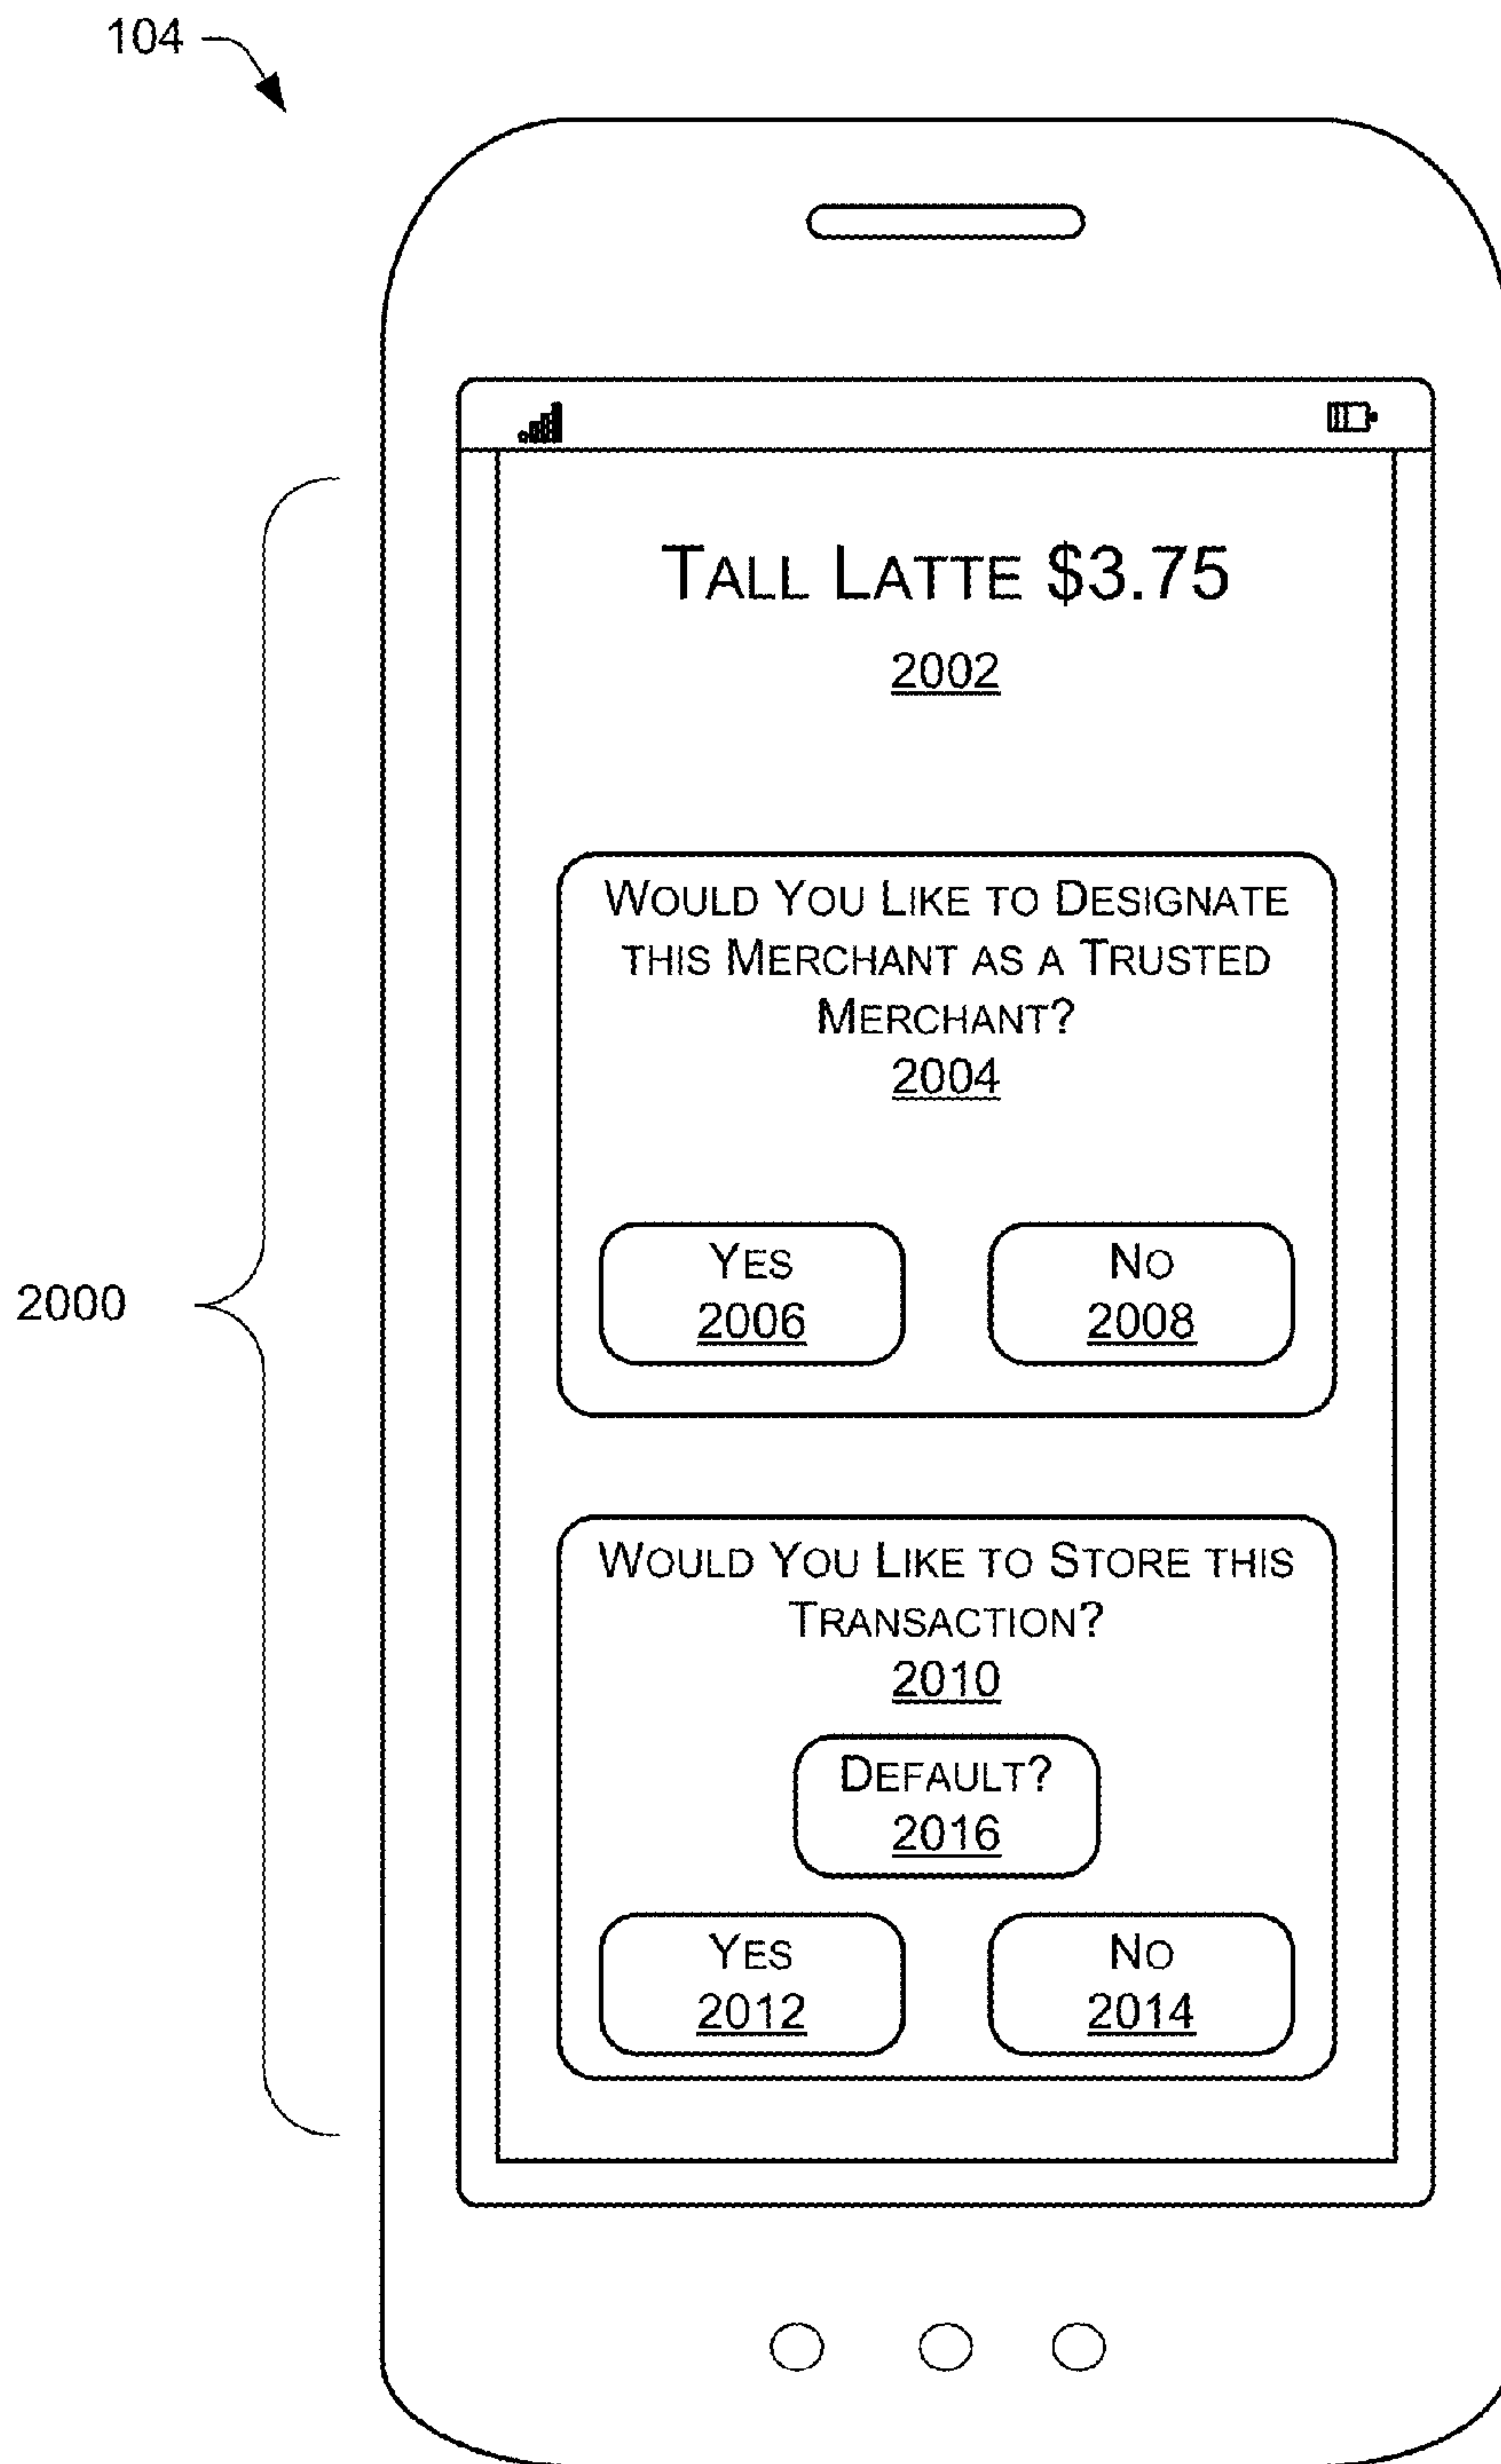 104
TALL LATTE $3.75
2002
WOULD YOU LIKE TO DESIGNATE
THIS MERCHANT AS A TRUSTED
MERCHANT?
2004
YES
2006
NO
2008
2000
WOULD YOU LIKE TO STORE THIS
TRANSACTION?
2010
DEFAULT?
2016
YES
2012
NO
2014